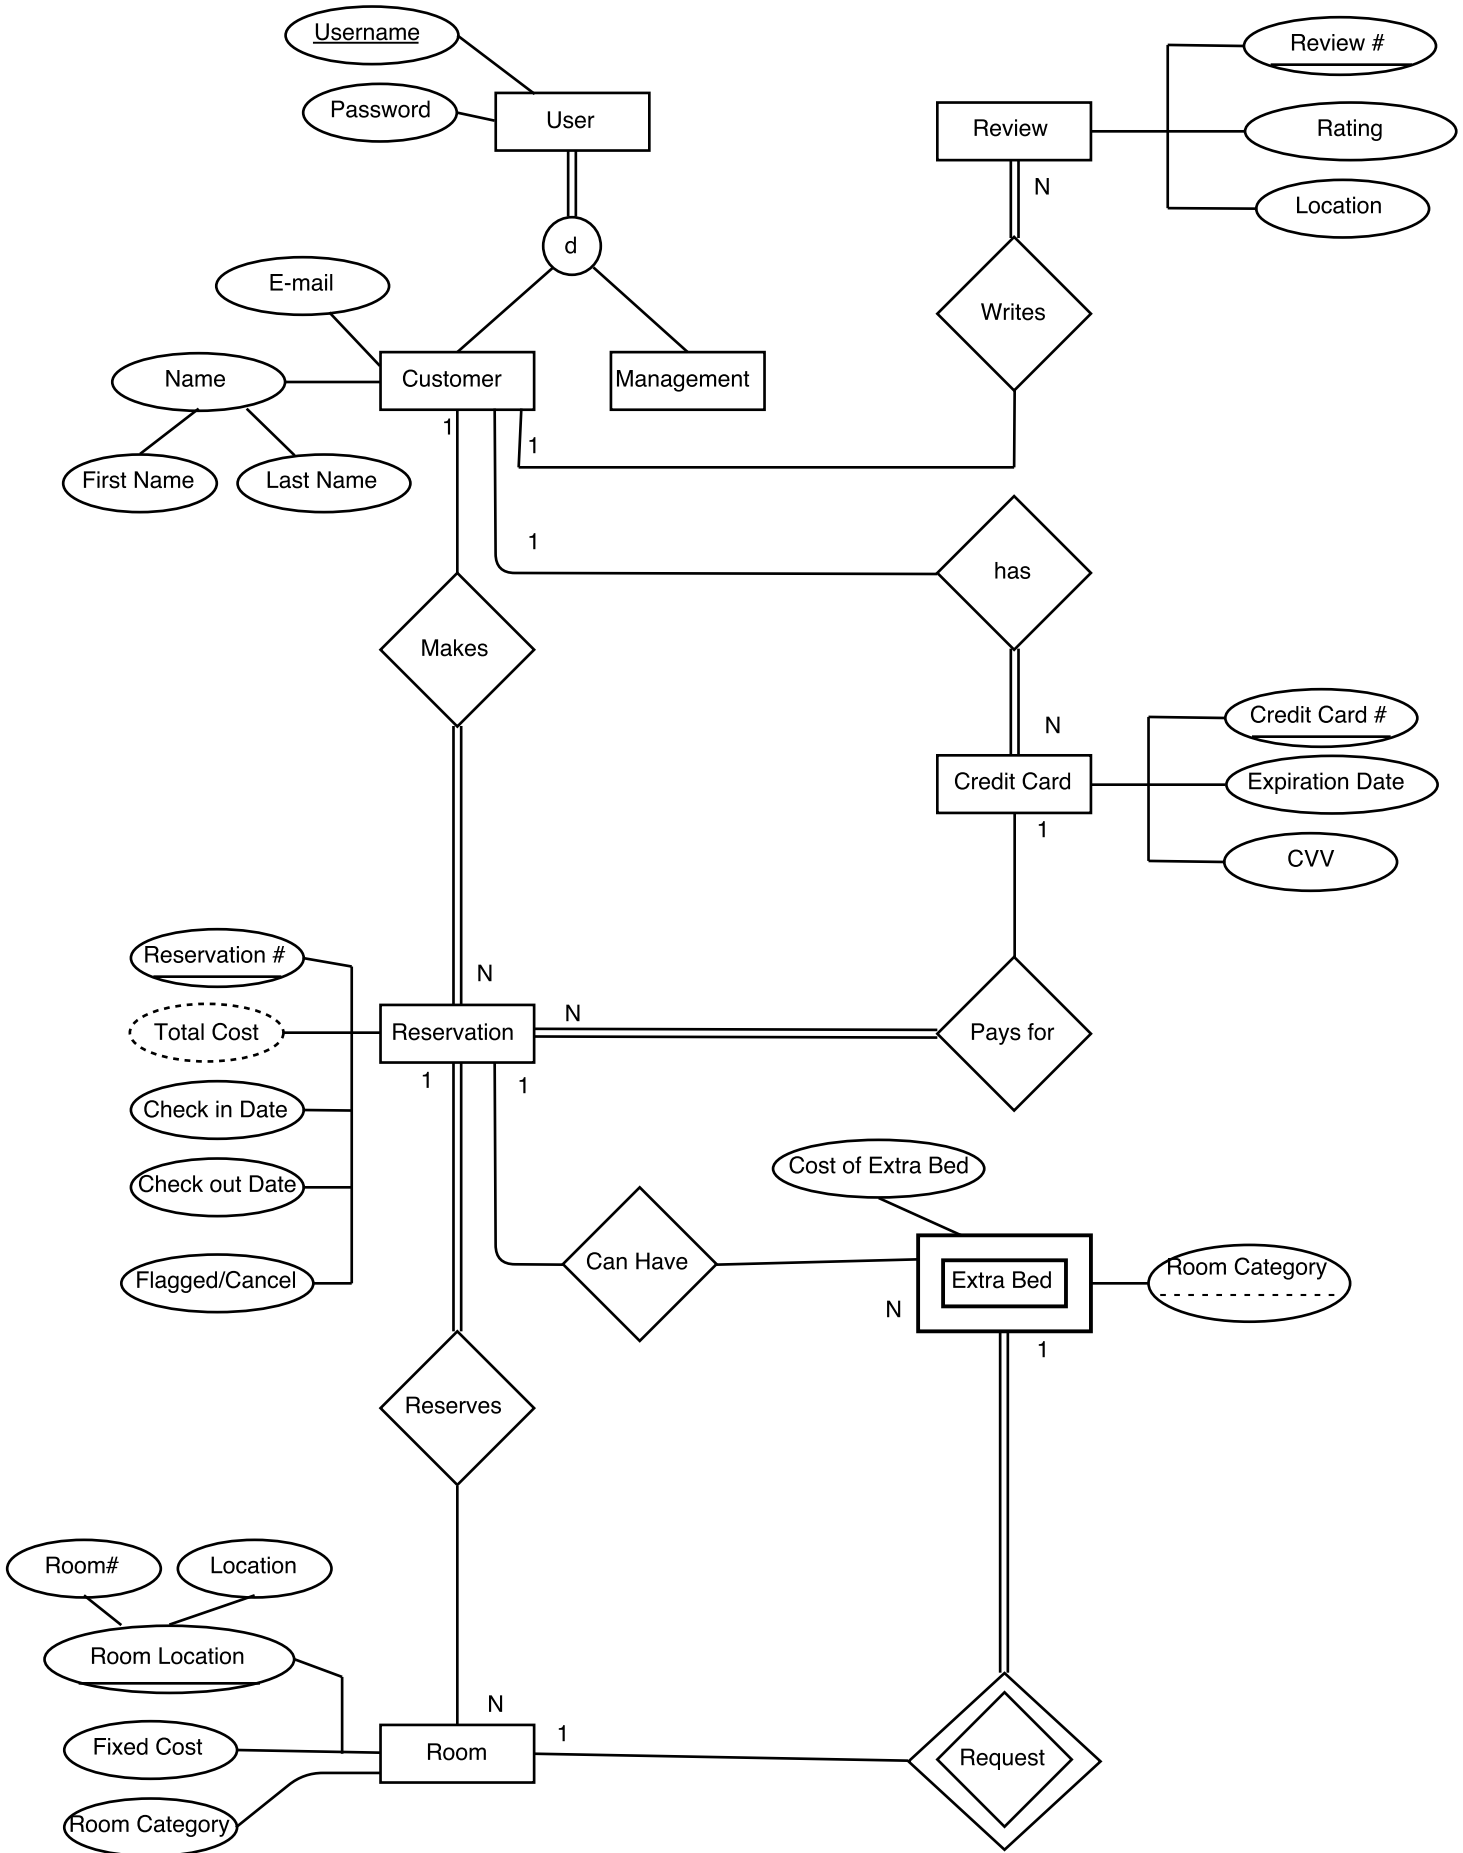 Username
Review #
Password
User
Review
Rating
N
Location
d
E-mail
Writes
Name
Customer
Management
1
1
First Name
Last Name
1
has
Makes
Credit Card #
N
Credit Card
Expiration Date
1
CVV
Reservation #
N
N
Total Cost
Reservation
Pays for
1
1
Check in Date
Cost of Extra Bed
Check out Date
Can Have
Extra Bed
Room Category
Flagged/Cancel
N
1
Reserves
Room#
Location
Room Location
N
1
Fixed Cost
Room
Request
Room Category